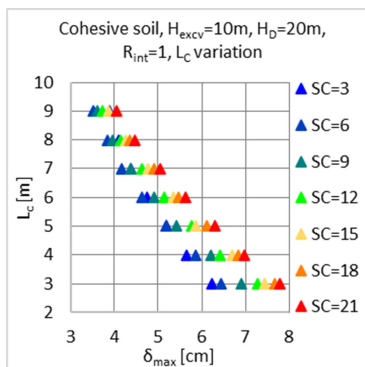 Cohesive soil, Hexcv=10m, HD=20m,
Rint=1, LC variation
10
9
8
7
6
5
4
3
2
Lc [m]
3 4 5 6 7 8
δmax [cm]
SC=3
SC=6
SC=9
SC=12
SC=15
SC=18
SC=21